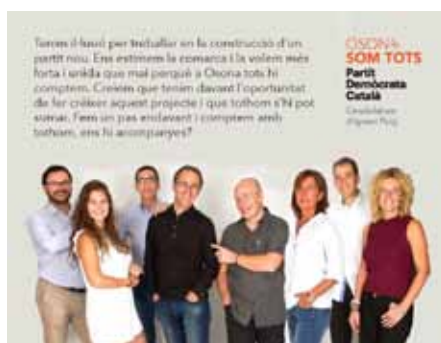 Tenim il·lusió per treballar en la construcció d'un
partit nou. Ens estimem la comarca i la volem més
forta i unida que mai perquè a Osona tots hi
comptem. Creiem que tenim davant l'oportunitat
de fer créixer aquest projecte i que tothom s'hi pot
sumar. Fem un pas endavant i comptem amb
tothom, ens hi acompanyes?
OSONA
SOM TOTS
Partit
Demòcrata
Català
Candidatura